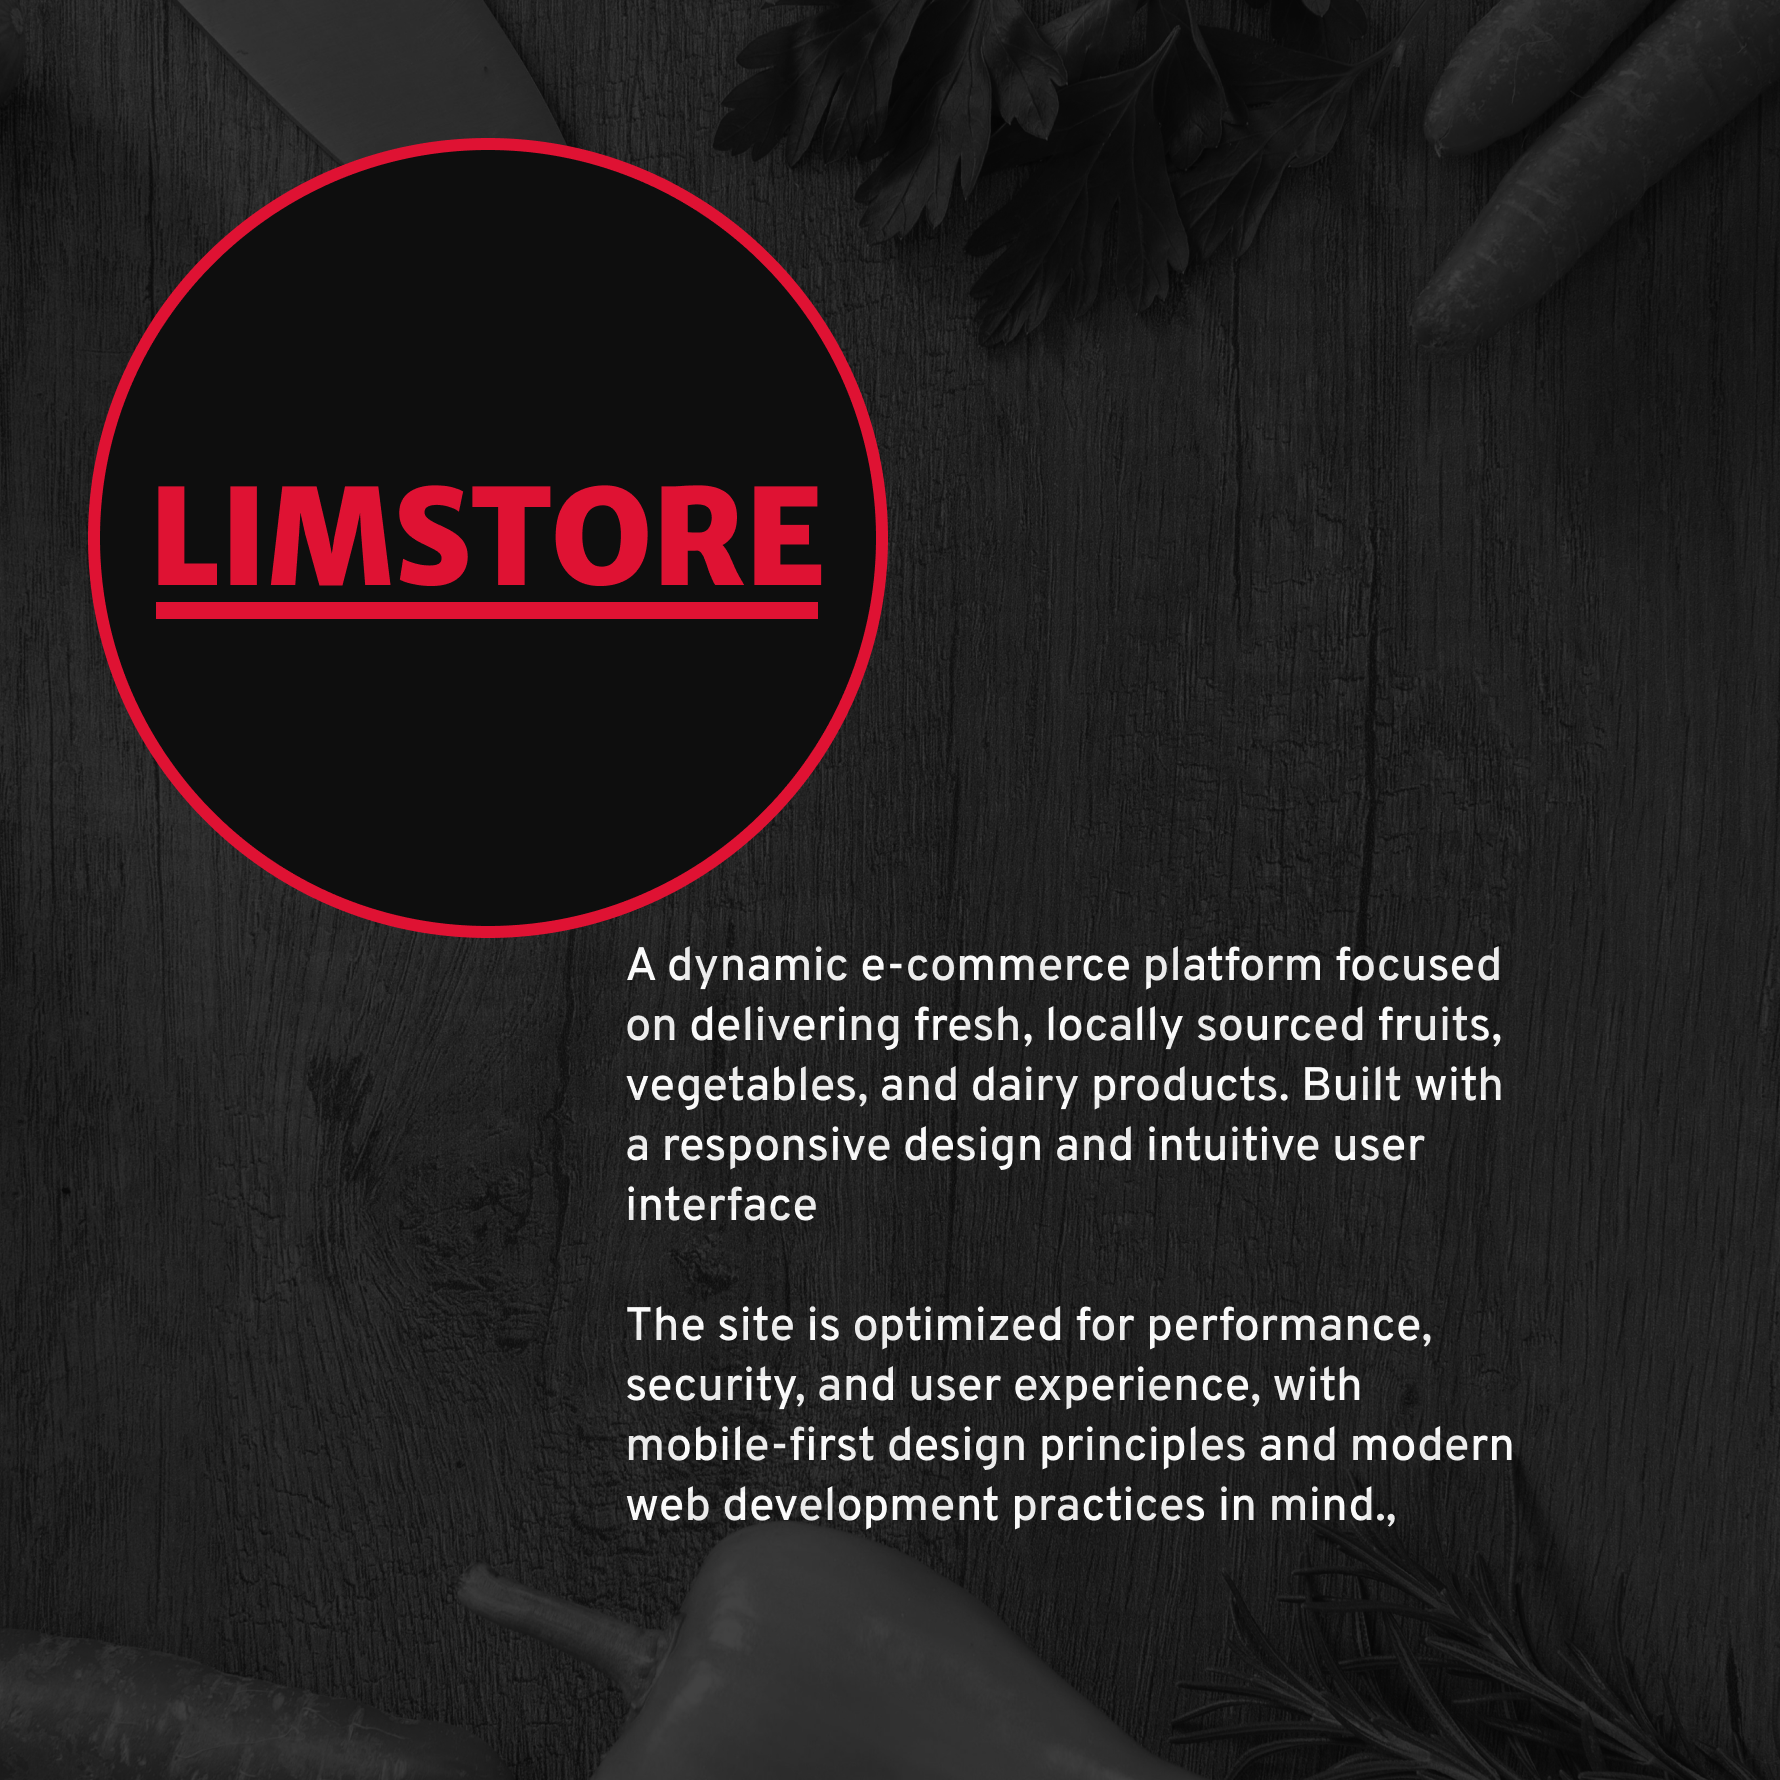 LIMSTORE
A dynamic e-commerce platform focused
on delivering fresh, locally sourced fruits,
vegetables, and dairy products. Built with
a responsive design and intuitive user
interface
The site is optimized for performance,
security, and user experience, with
mobile-first design principles and modern
web development practices in mind.,